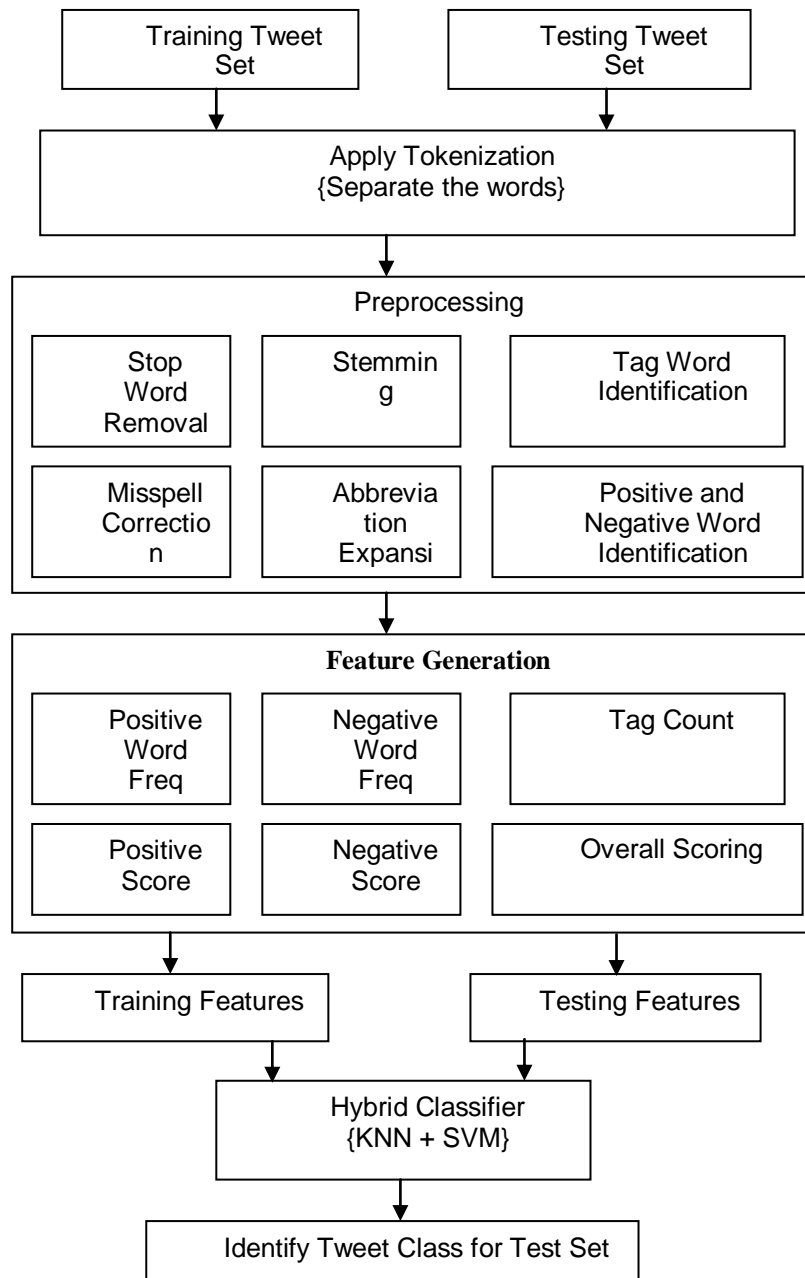 Training Tweet
Set
Testing Tweet
Set
Apply Tokenization
{Separate the words}
Preprocessing
Stop
Word
Removal
Stemmin
g
Tag Word
Identification
Misspell
Correctio
n
Abbrevia
tion
Expansi
Positive and
Negative Word
Identification
Feature Generation
Positive
Word
Freq
Negative
Word
Freq
Tag Count
Positive
Score
Negative
Score
Overall Scoring
Training Features
Testing Features
Hybrid Classifier
{KNN + SVM}
Identify Tweet Class for Test Set